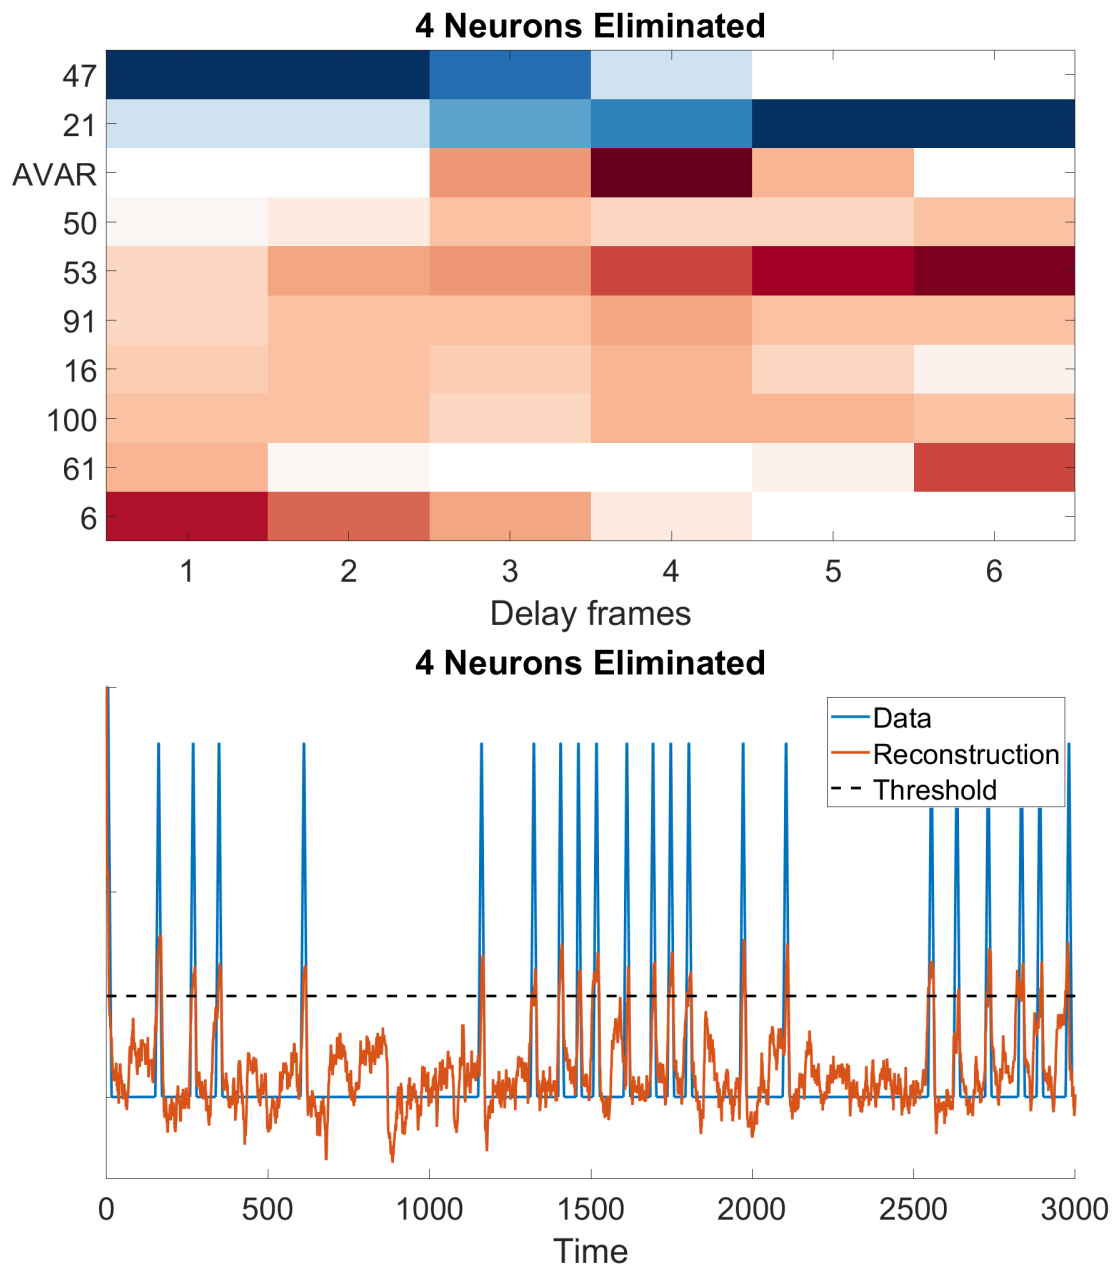 4 Neurons Eliminated
47
21
AVAR
50
53
91
16
100
61
6
1 2 3 4 5 6
Delay frames
4 Neurons Eliminated
Data
Reconstruction
Threshold
0 500 1000 1500 2000 2500 3000
Time